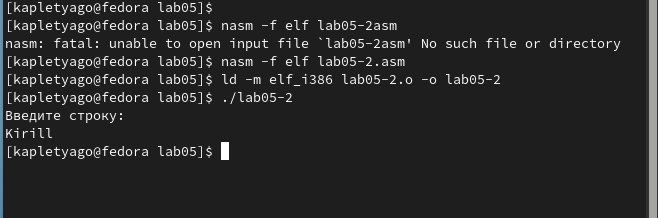 [kapletyago@fedora lab05]$
[kapletyago@fedora lab05]$ nasm -f elf lab05-2asm
nasm: fatal: unable to open input file `lab05-2asm' No such file or directory
[kapletyago@fedora lab05]$ nasm -f elf lab05-2.asm
[kapletyago@fedora lab05]$ ld -m elf_i386 lab05-2.o -o lab05-2
[kapletyago@fedora lab05]$ ./lab05-2
Введите строку:
Kirill
[kapletyago@fedora lab05]$